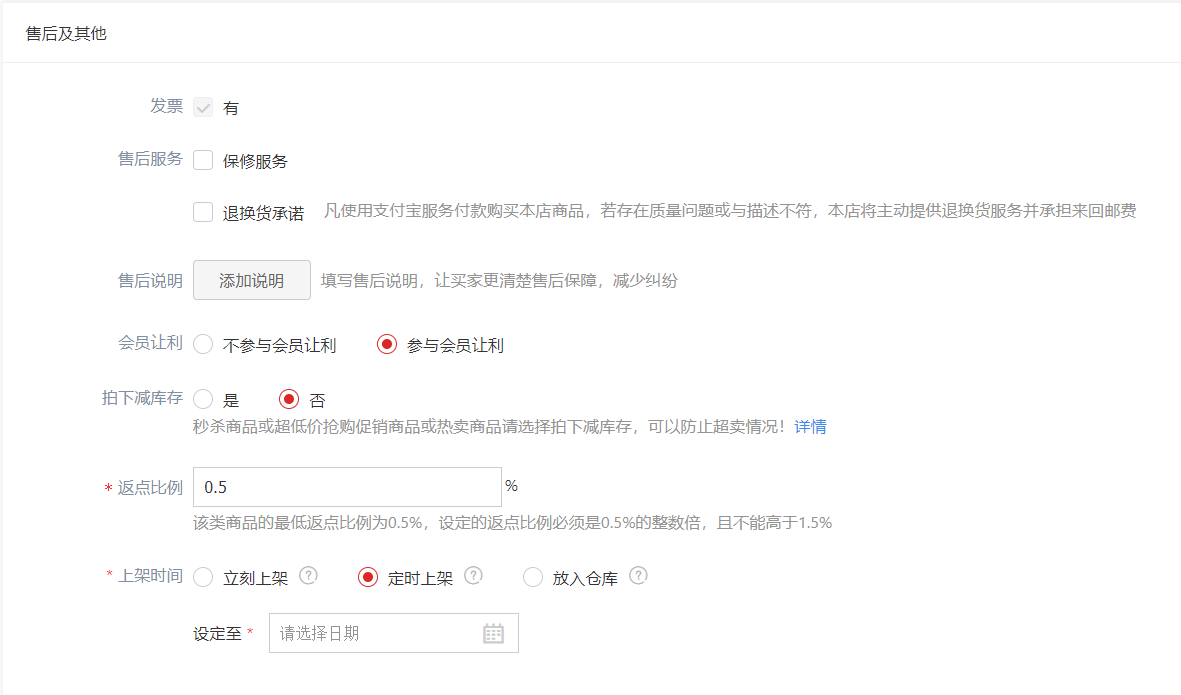 售后及其他
发票 有
售后服务 保修服务
退换货承诺 凡使用支付宝服务付款购买本店商品，若存在质量问题或与描述不符，本店将主动提供退换货服务并承担来回邮费
售后说明 添加说明 填写售后说明，让买家更清楚售后保障，减少纠纷
会员让利 不参与会员让利 参与会员让利
拍下减库存 是 否
秒杀商品或超低价抢购促销商品或热卖商品请选择拍下减库存，可以防止超卖情况！详情
* 返点比例 0.5 %
该类商品的最低返点比例为0.5%，设定的返点比例必须是0.5%的整数倍，且不能高于1.5%
* 上架时间 立刻上架 ? 定时上架 ? 放入仓库 ?
设定至 * 请选择日期